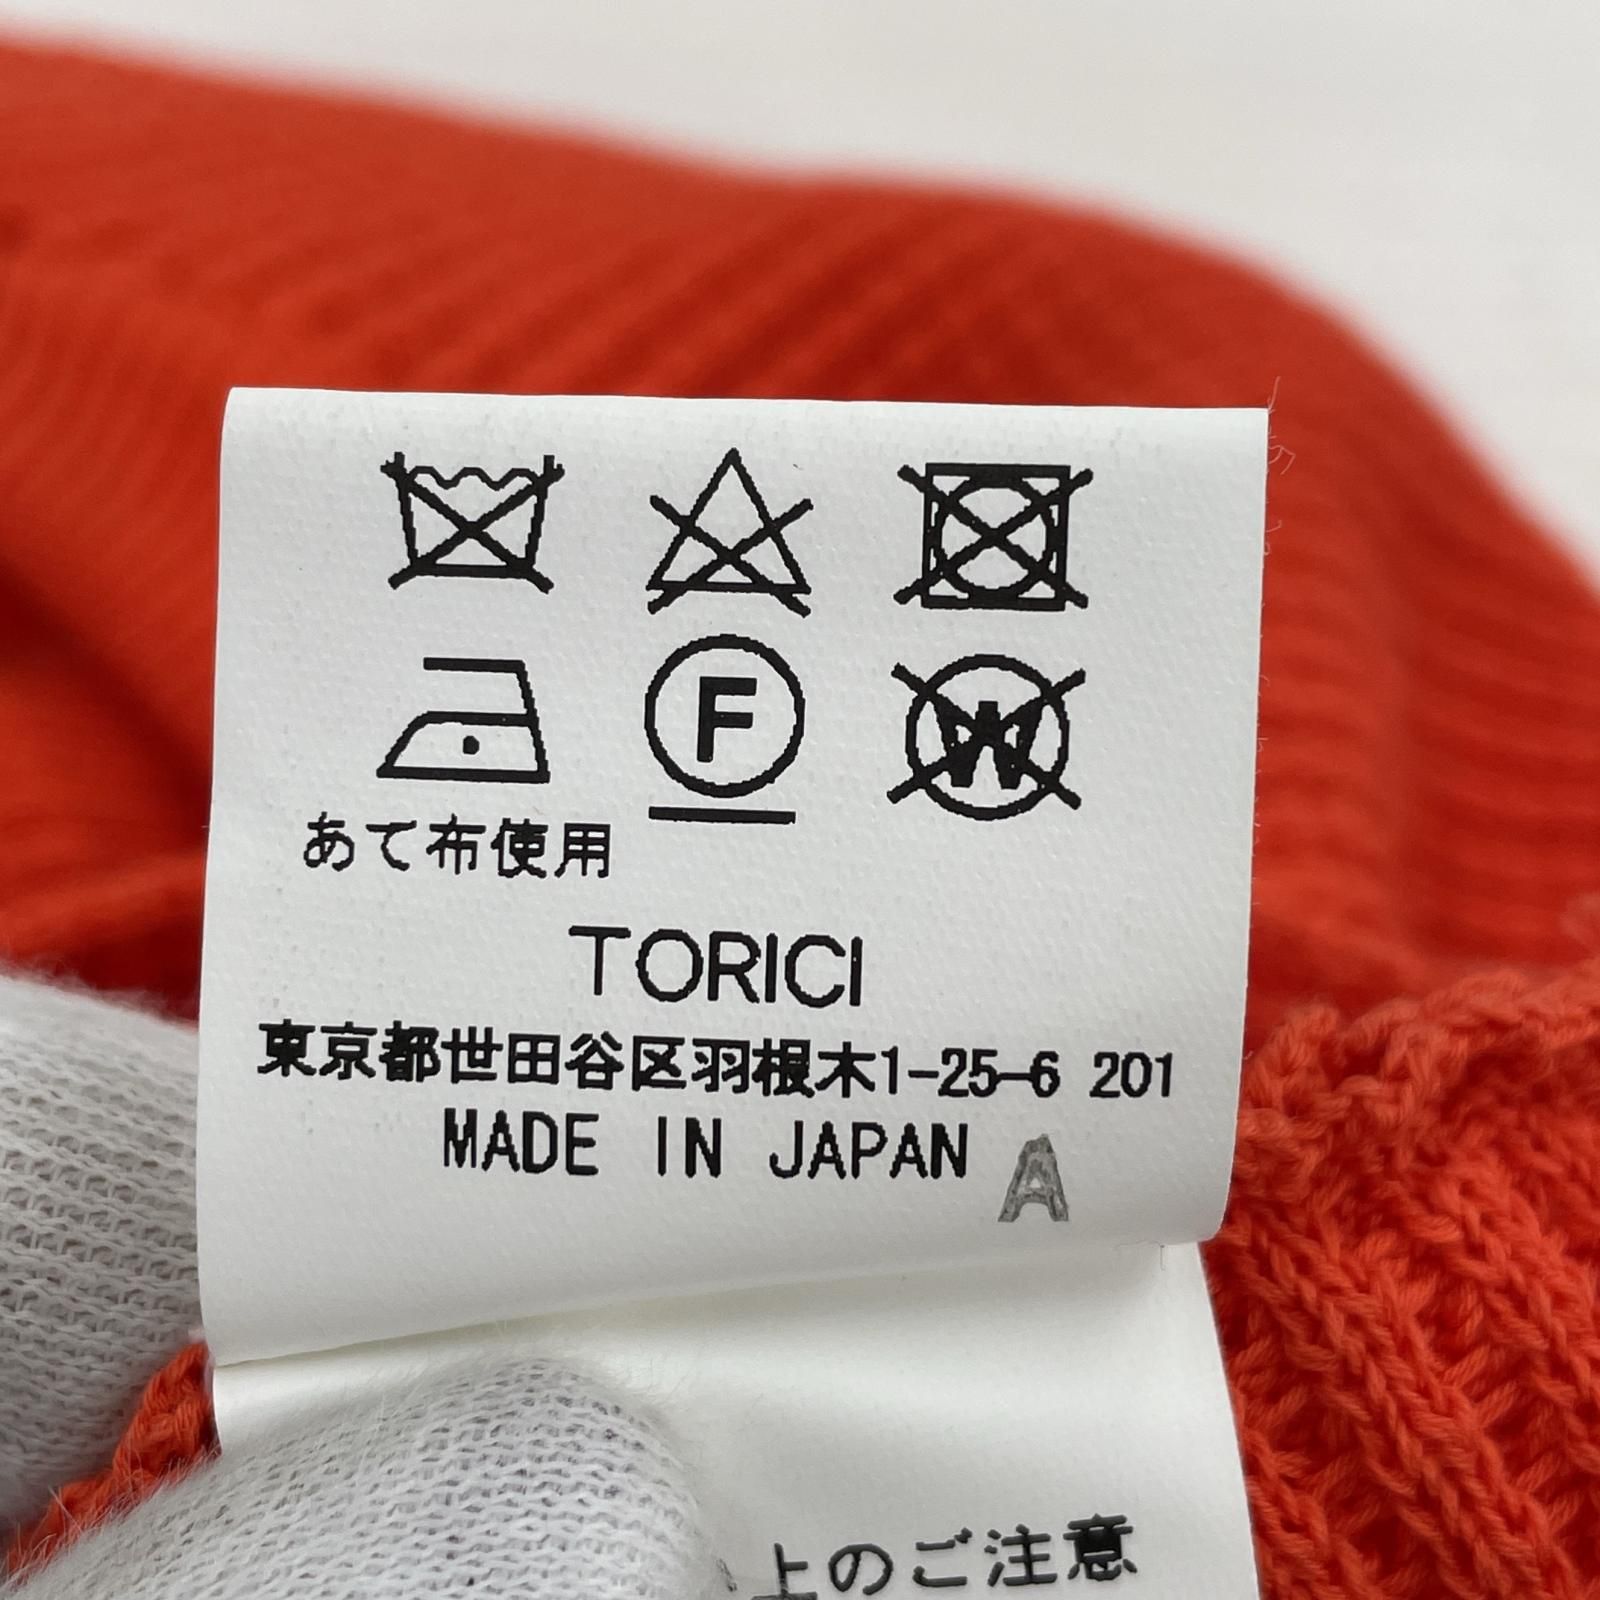 F W
あて布使用
TORICI
東京都世田谷区羽根木1-25-6 201
MADE IN JAPAN A
上のご注意